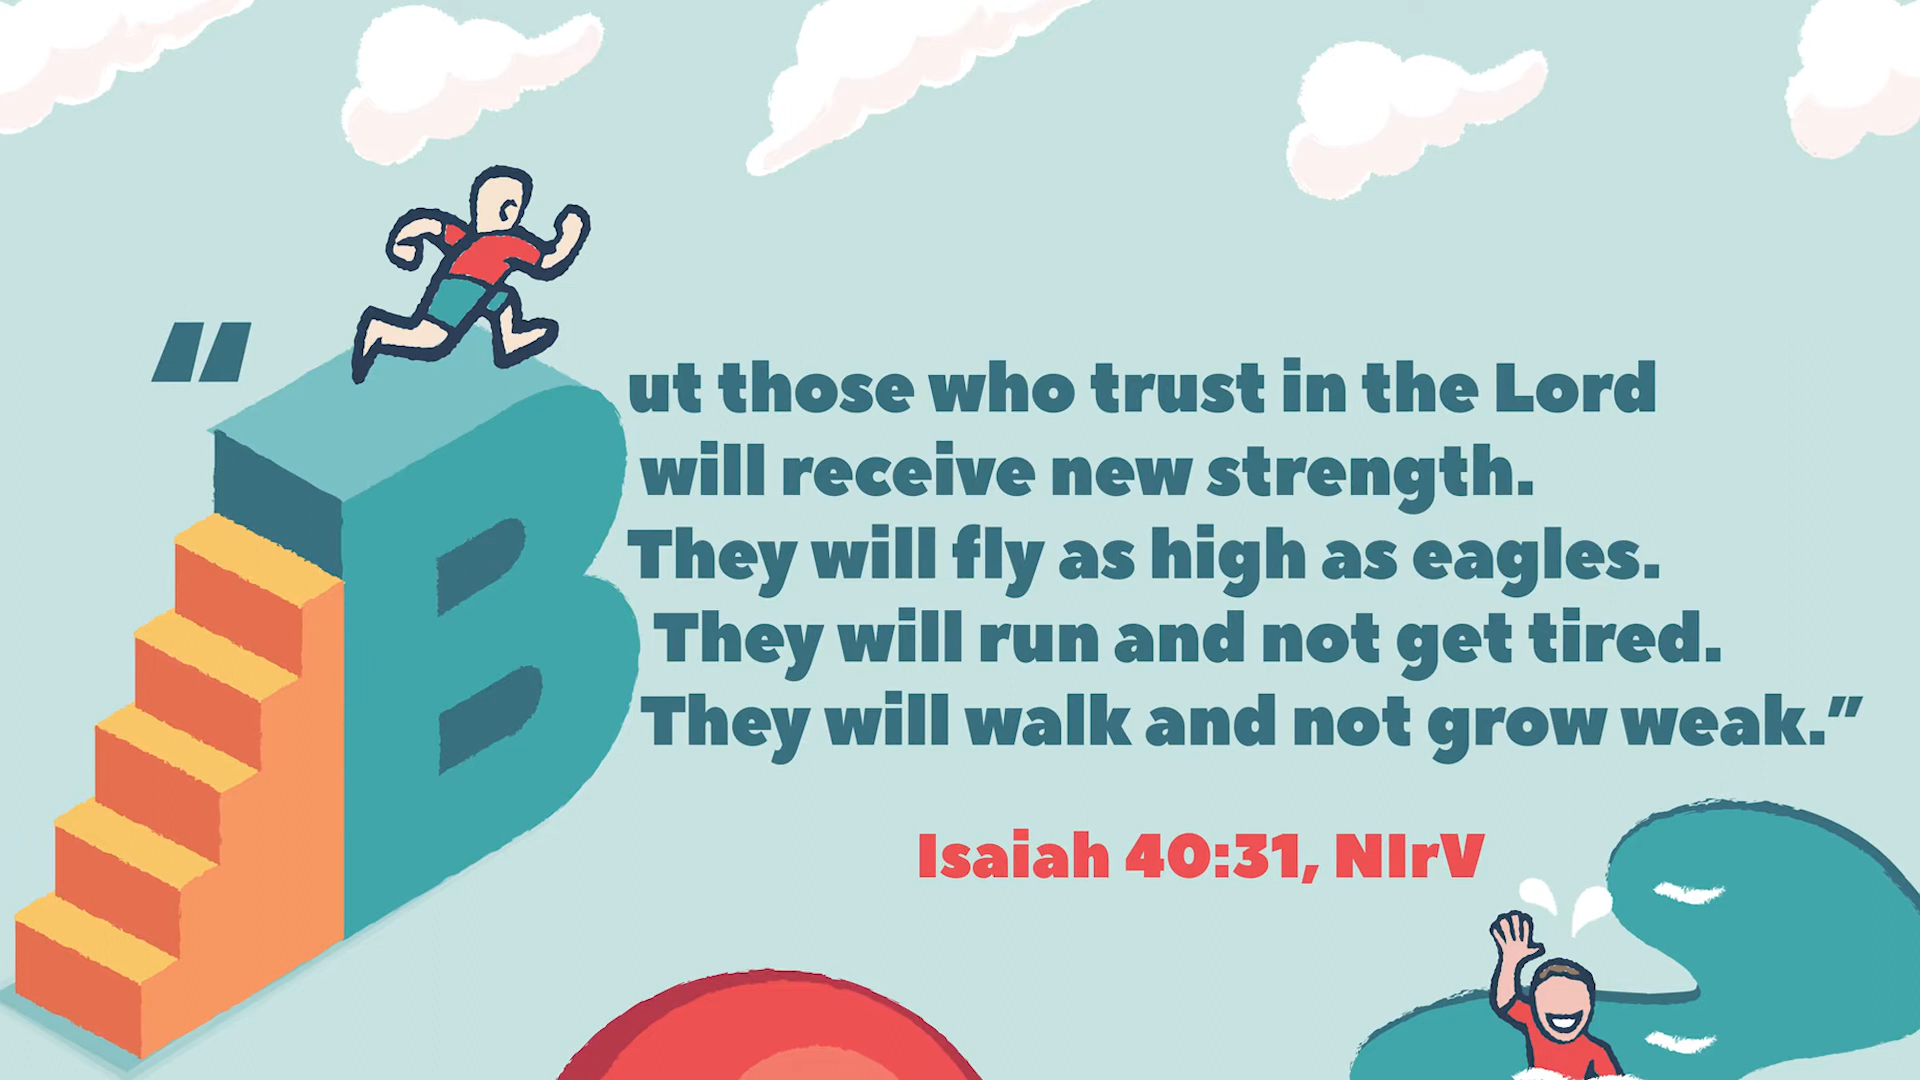 "But those who trust in the Lord
will receive new strength.
They will fly as high as eagles.
They will run and not get tired.
They will walk and not grow weak."
Isaiah 40:31, NIrV